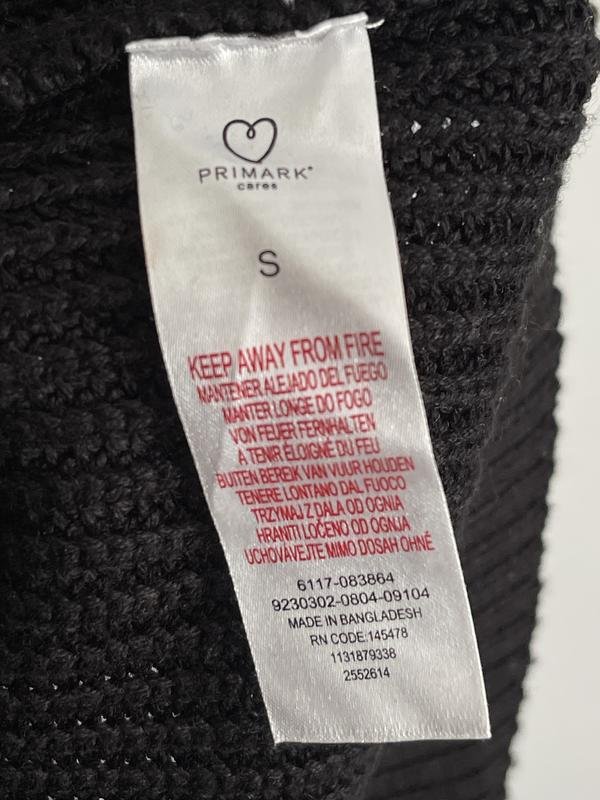 PRIMARK®
cares
S
KEEP AWAY FROM FIRE
MANTENER ALEJADO DEL FUEGO
MANTER LONGE DO FOGO
VON FEUER FERNHALTEN
A TENIR ÉLOIGNÉ DU FEU
BUITEN BEREIK VAN VUUR HOUDEN
TENERE LONTANO DAL FUOCO
TRZYMAJ Z DALA OD OGNIA
HRANITI LOČENO OD OGNJA
UCHOVÁVEJTE MIMO DOSAH OHNĚ
6117-083864
9230302-0804-09104
MADE IN BANGLADESH
RN CODE:145478
1131879338
2552614